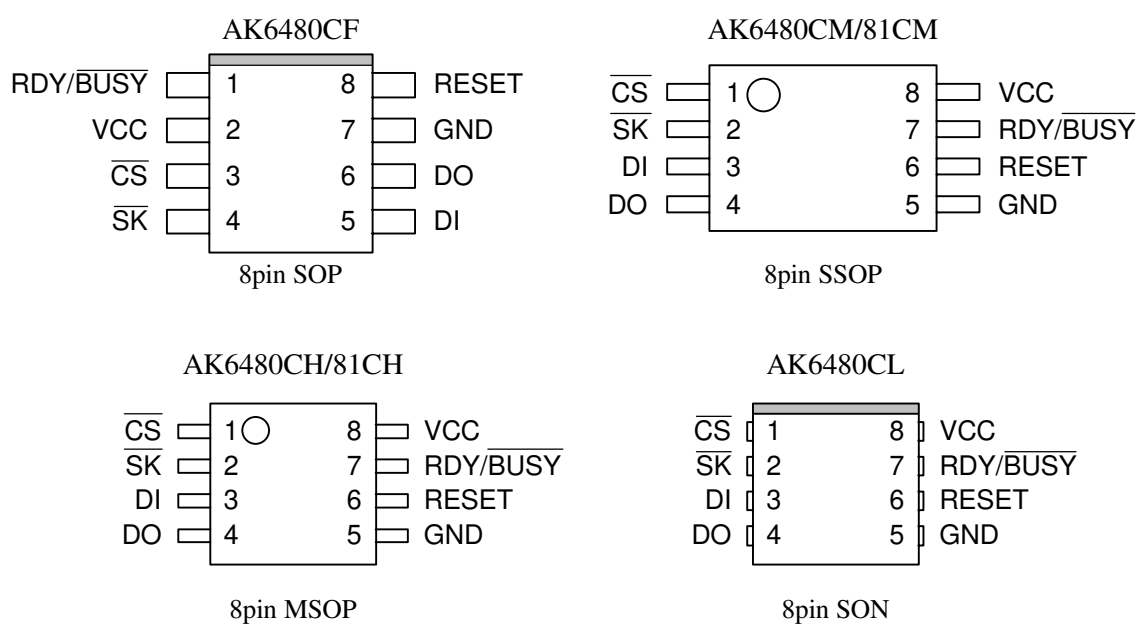 AK6480CF
RDY/BUSY 1 8 RESET
VCC 2 7 GND
CS 3 6 DO
SK 4 5 DI
8pin SOP
AK6480CM/81CM
CS 1 8 VCC
SK 2 7 RDY/BUSY
DI 3 6 RESET
DO 4 5 GND
8pin SSOP
AK6480CH/81CH
CS 1 8 VCC
SK 2 7 RDY/BUSY
DI 3 6 RESET
DO 4 5 GND
8pin MSOP
AK6480CL
CS 1 8 VCC
SK 2 7 RDY/BUSY
DI 3 6 RESET
DO 4 5 GND
8pin SON